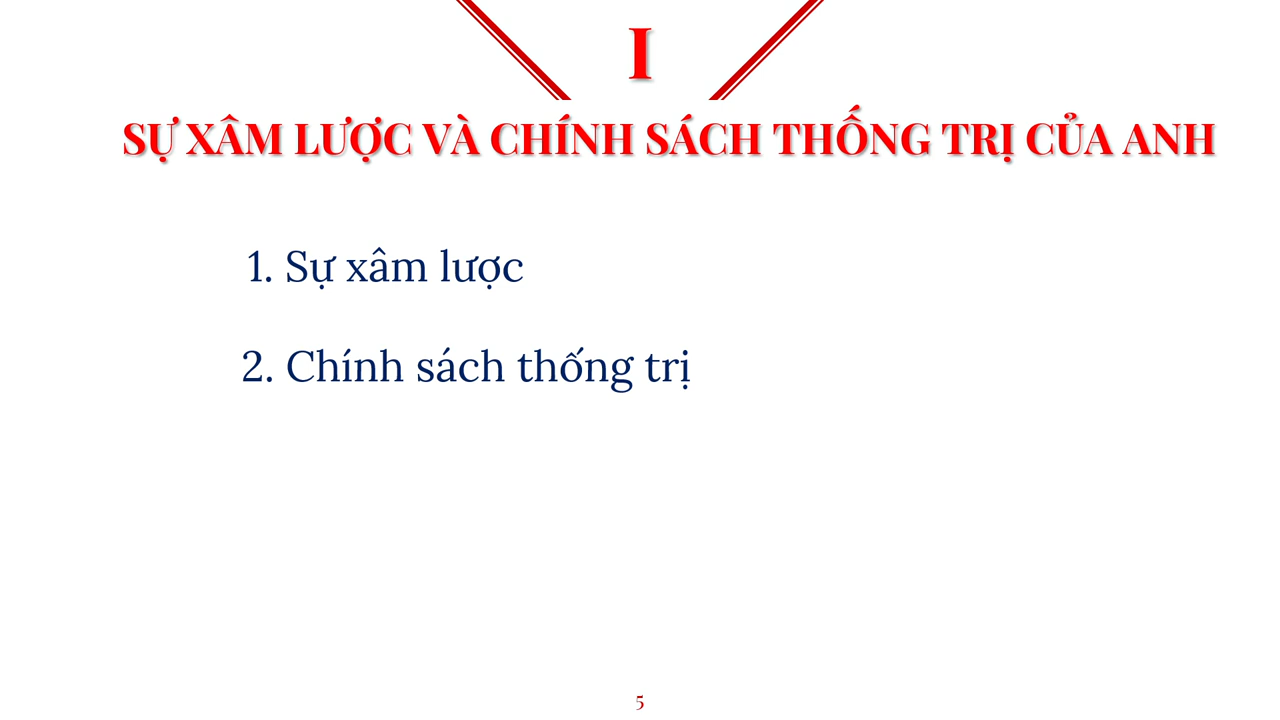 I
SỰ XÂM LƯỢC VÀ CHÍNH SÁCH THỐNG TRỊ CỦA ANH
1. Sự xâm lược
2. Chính sách thống trị
5